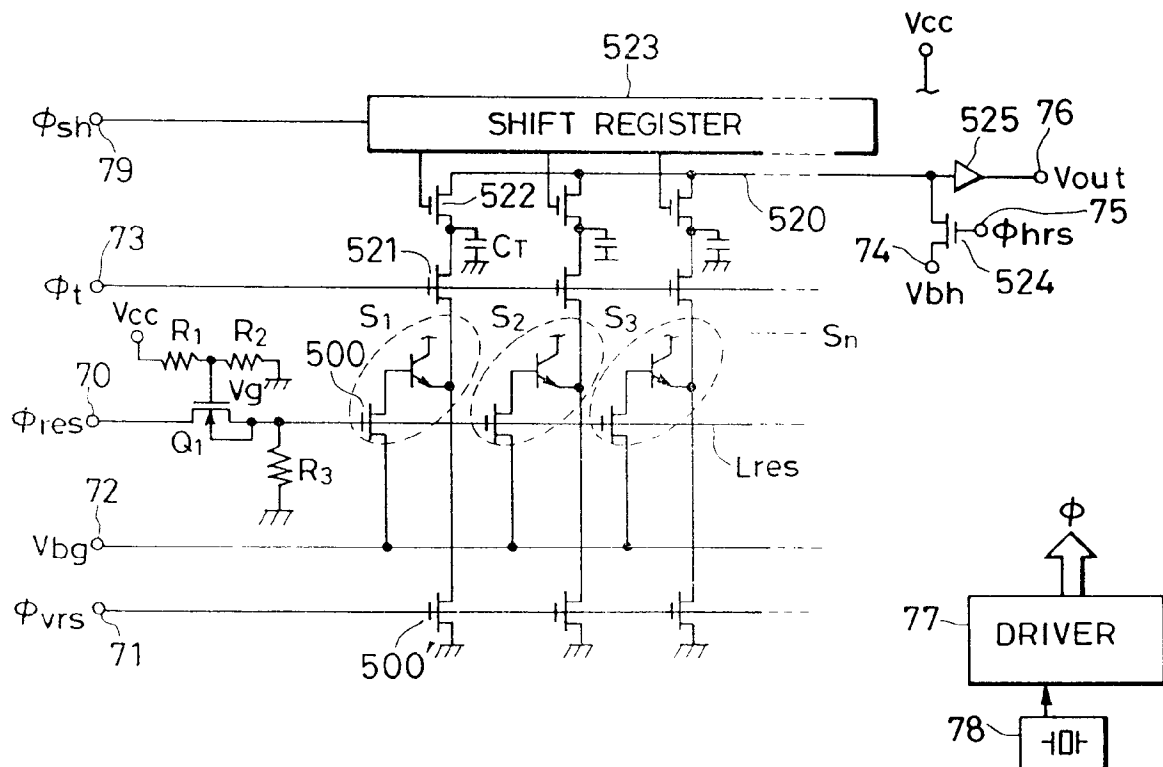 Vcc
523
ϕsh
79
SHIFT REGISTER
525
76
Vout
522
520
75
ϕhrs
74
524
Vbh
CT
73
521
ϕt
Vcc
R1
R2
S1
S2
S3
Sn
500
70
Vg
ϕres
Q1
R3
Lres
72
Vbg
ϕ
ϕvrs
71
500'
77
DRIVER
78